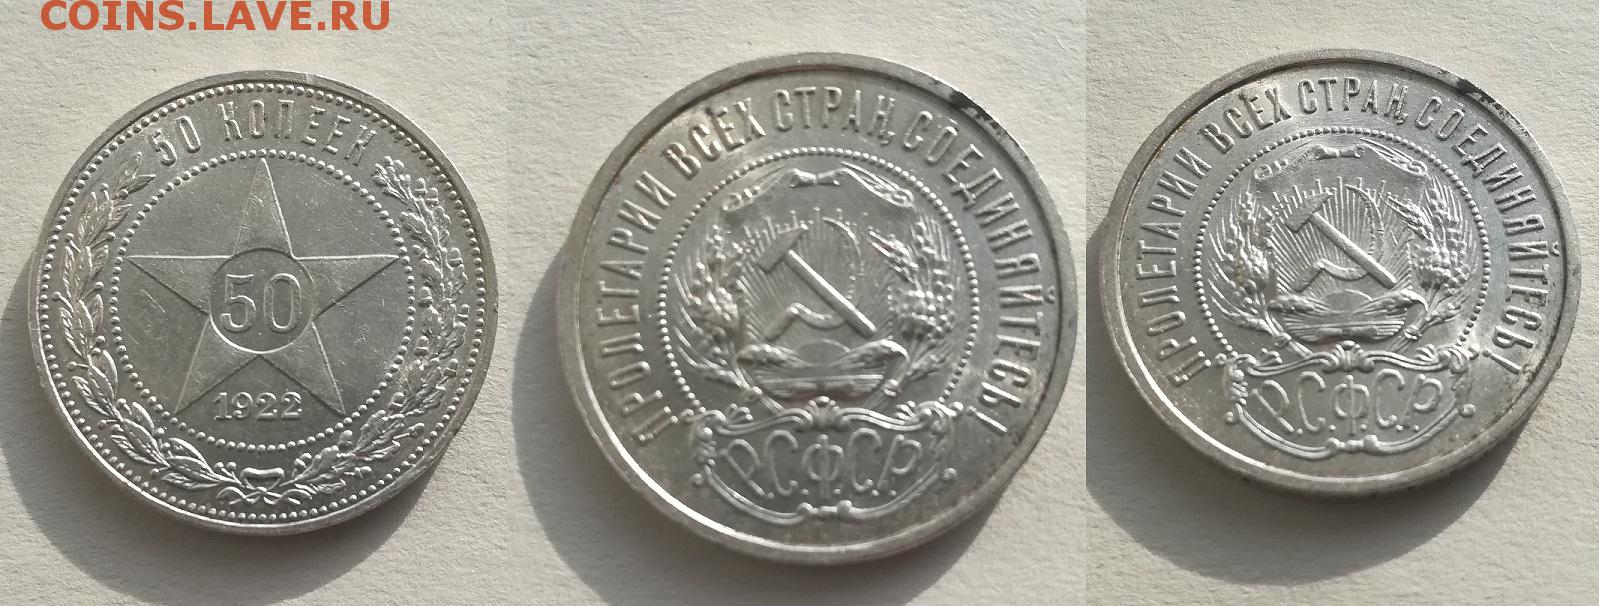 COINS.LAVE.RU
50 КОПЕЕК
50
1922
ПРОЛЕТАРИИ ВСЕХ СТРАН, СОЕДИНЯЙТЕСЬ!
Р.С.Ф.С.Р.
ПРОЛЕТАРИИ ВСЕХ СТРАН, СОЕДИНЯЙТЕСЬ!
Р.С.Ф.С.Р.